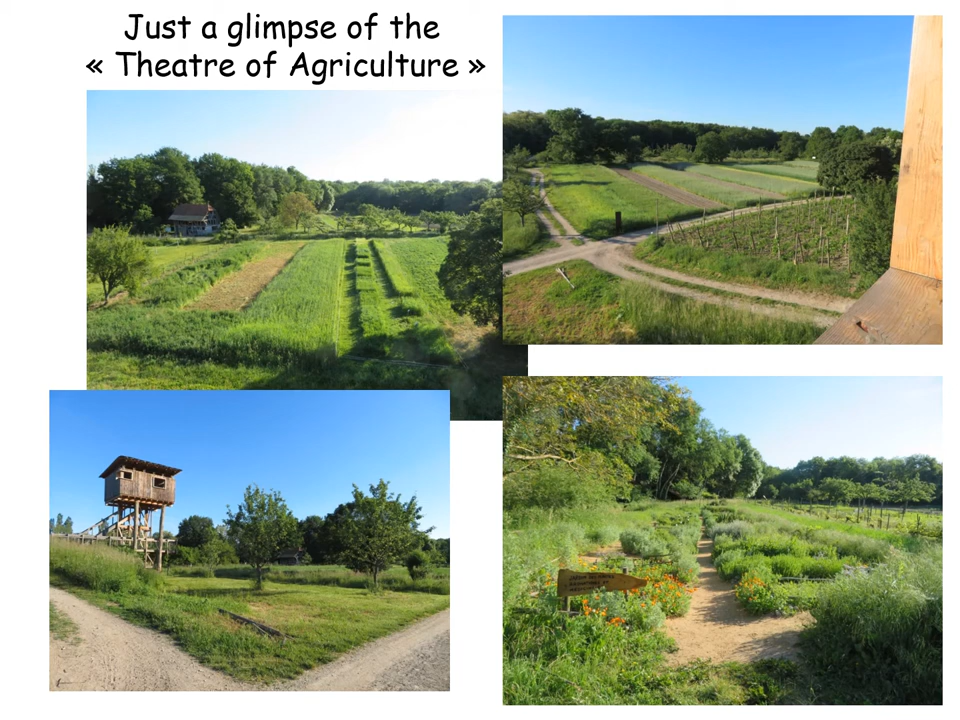 Just a glimpse of the
« Theatre of Agriculture »